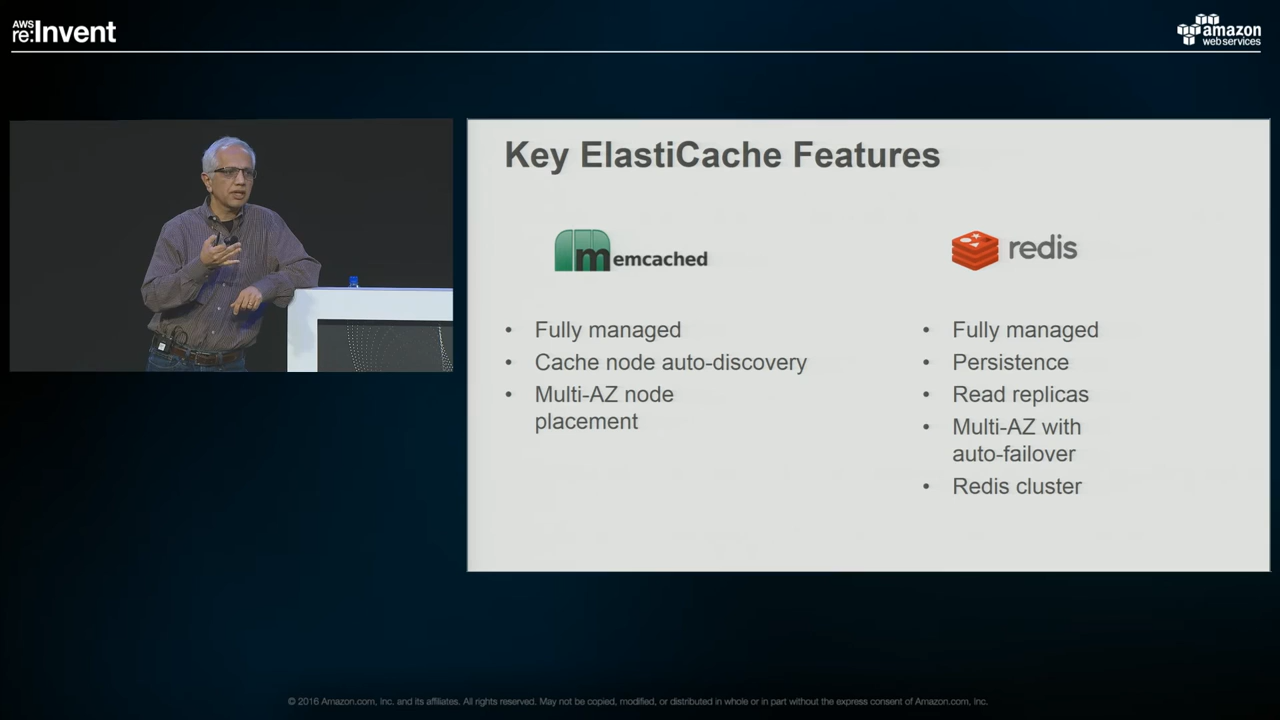 AWS
re:Invent
amazon
web services
Key ElastiCache Features
memcached
redis
• Fully managed
• Cache node auto-discovery
• Multi-AZ node
placement
• Fully managed
• Persistence
• Read replicas
• Multi-AZ with
auto-failover
• Redis cluster
© 2016 Amazon.com, Inc. and its affiliates. All rights reserved. May not be copied, modified, or distributed in whole or in part without the express consent of Amazon.com, Inc.